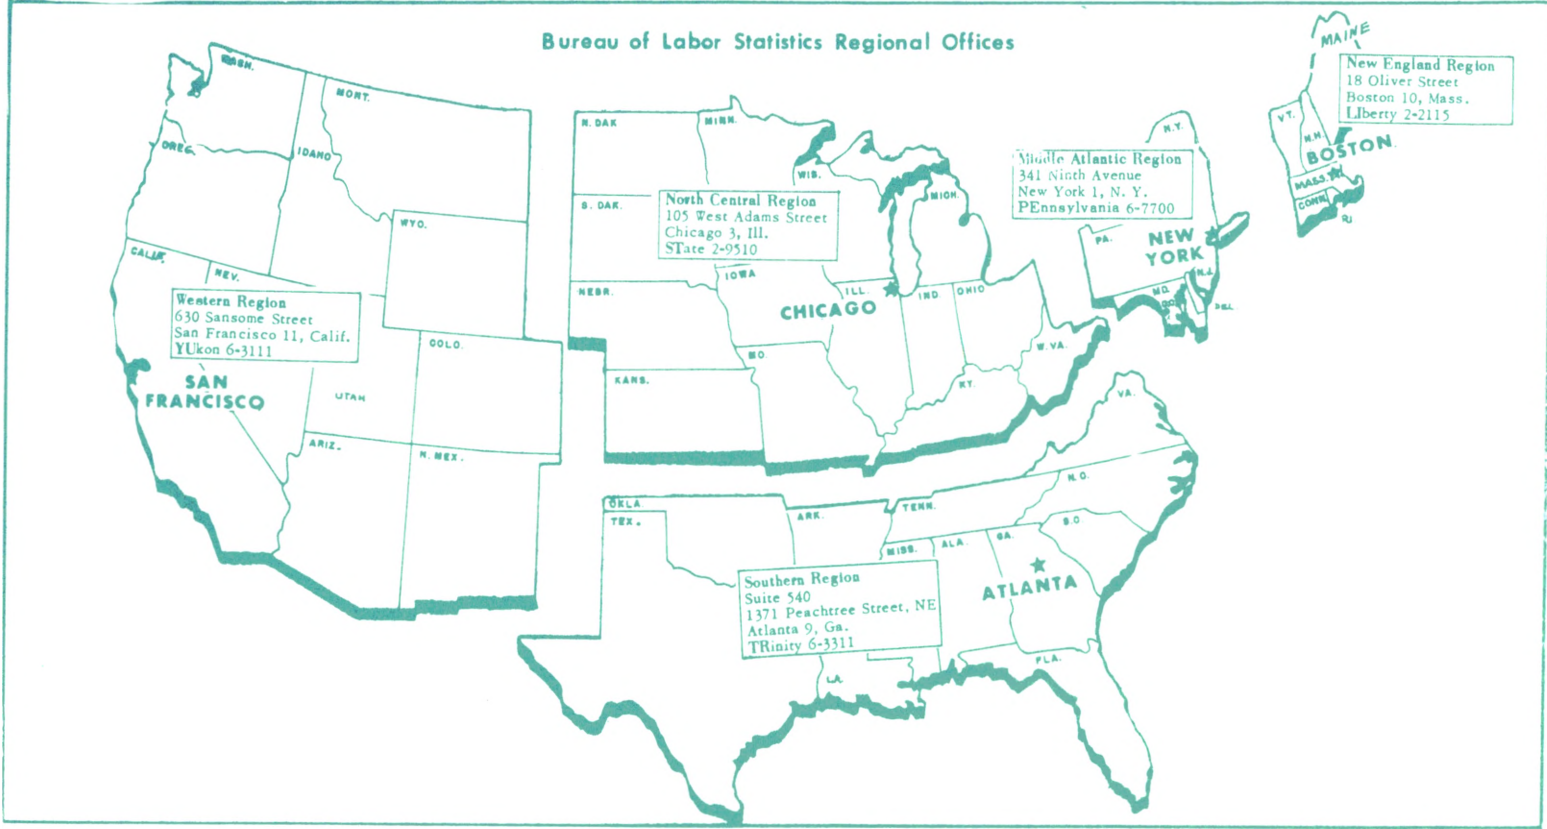 Bureau of Labor Statistics Regional Offices
MAINE
New England Region
18 Oliver Street
Boston 10, Mass.
LIberty 2-2115
VT.
N.H.
BOSTON
MASS.
CONN.
R.I.
WASH.
MONT.
OREG.
IDAHO
WYO.
CALIF.
NEV.
Western Region
630 Sansome Street
San Francisco 11, Calif.
YUkon 6-3111
SAN
FRANCISCO
UTAH
COLO.
ARIZ.
N. MEX.
N. DAK
MINN.
WIS.
S. DAK.
MICH.
North Central Region
105 West Adams Street
Chicago 3, Ill.
STate 2-9510
IOWA
NEBR.
ILL.
IND.
OHIO
CHICAGO
MO.
W. VA.
KANS.
KY.
N.Y.
Middle Atlantic Region
341 Ninth Avenue
New York 1, N. Y.
PEnnsylvania 6-7700
PA.
NEW
YORK
N.J.
MD.
D.C.
DEL.
VA.
N.C.
OKLA
TEX.
ARK.
TENN.
S.C
MISS.
ALA.
GA.
ATLANTA
Southern Region
Suite 540
1371 Peachtree Street, NE
Atlanta 9, Ga.
TRinity 6-3311
LA.
FLA.